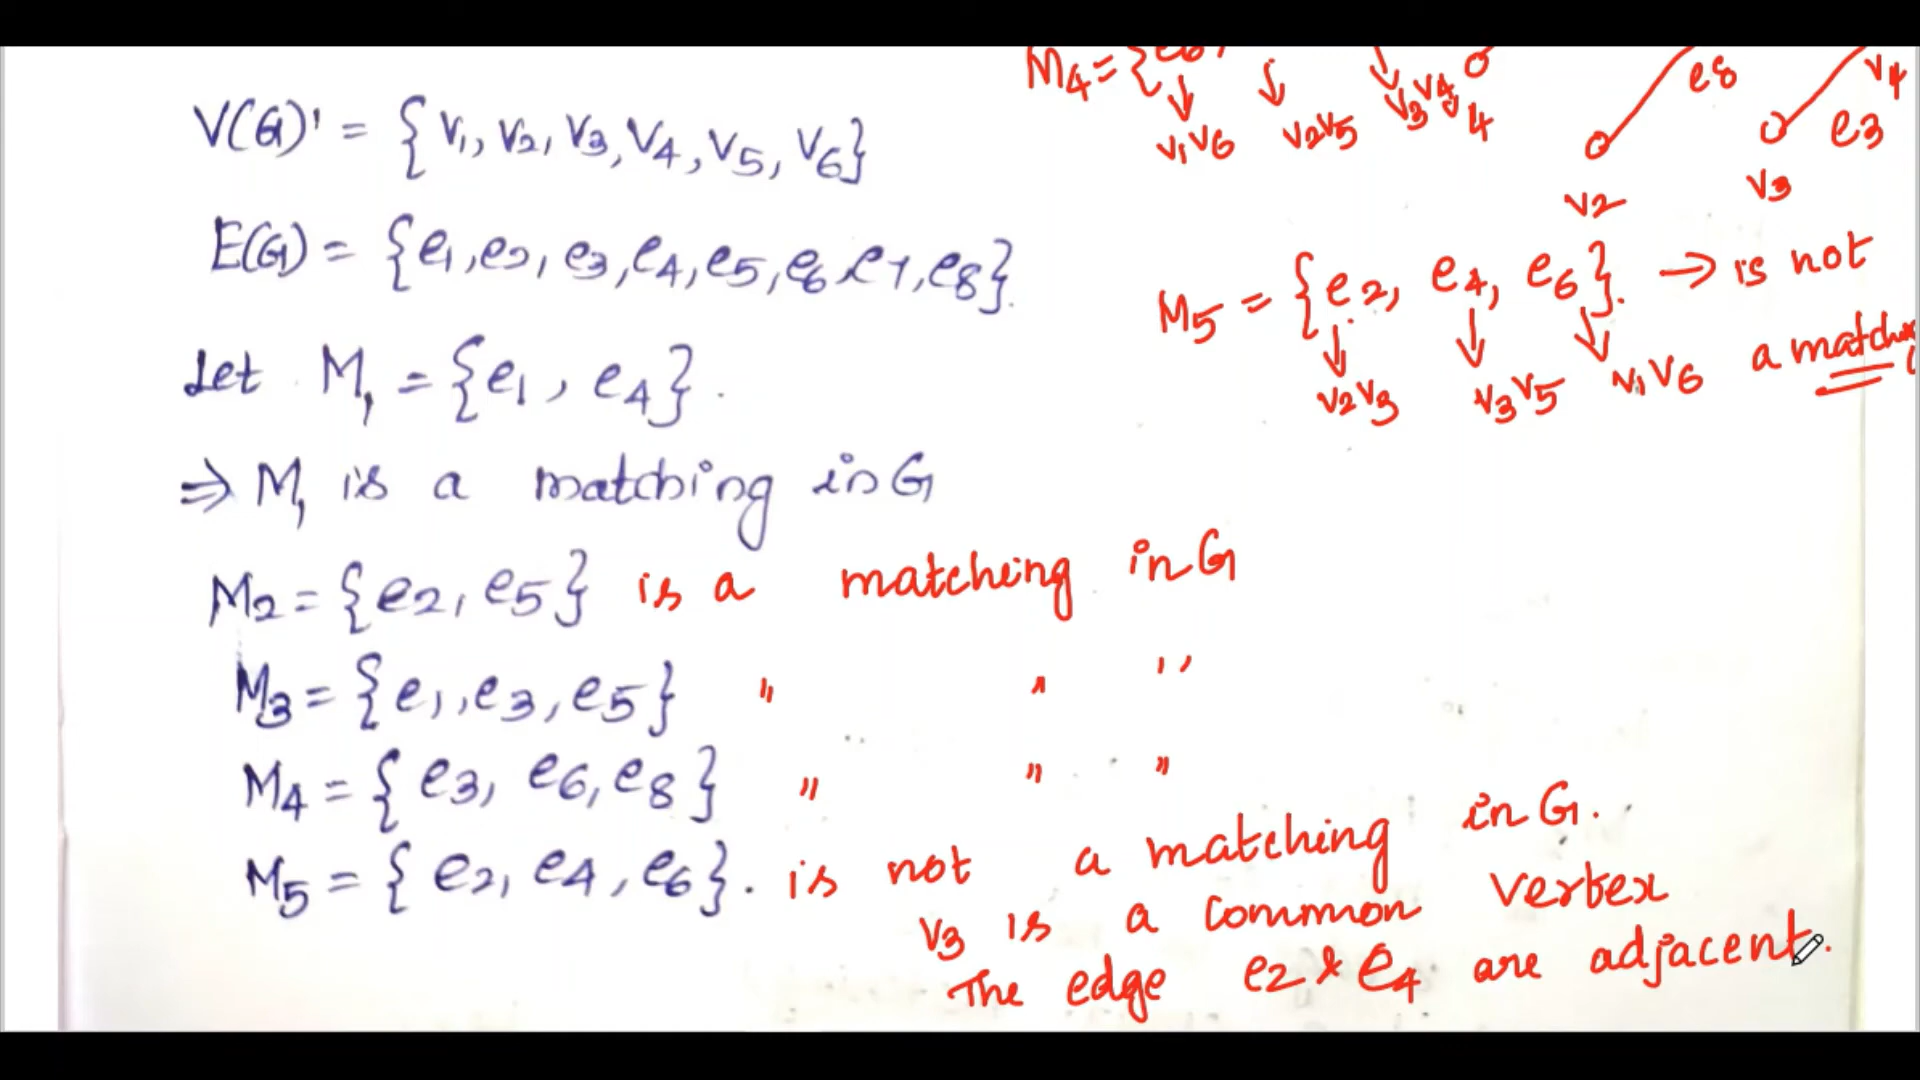 V(G)' = {v1, v2, v3, v4, v5, v6}
E(G) = {e1, e2, e3, e4, e5, e6, e7, e8}.
Let M1 = {e1, e4}.
⇒ M1 is a matching in G
M2 = {e2, e5} is a matching in G
M3 = {e1, e3, e5} " " "
M4 = {e3, e6, e8} " " "
M5 = {e2, e4, e6}. is not a matching in G.
v3 is a common vertex
The edge e2 & e4 are adjacent.
M4 = {e6,
↓ ↓ ↓
v1v6 v2v5 v3v4
4
e8
v4
e3
v2
v3
M5 = {e2, e4, e6}. → is not
a matching
↓ ↓ ↓
v2v3 v3v5 v1v6